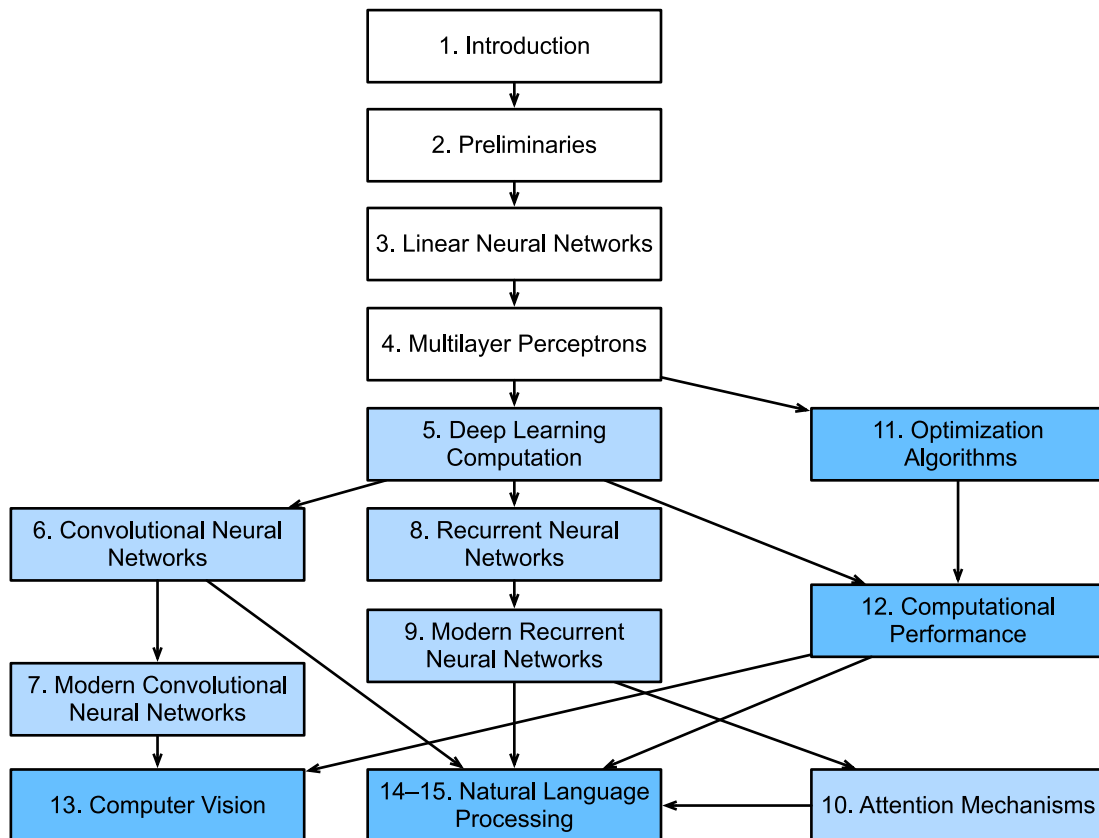 1. Introduction
2. Preliminaries
3. Linear Neural Networks
4. Multilayer Perceptrons
5. Deep Learning
Computation
11. Optimization
Algorithms
6. Convolutional Neural
Networks
8. Recurrent Neural
Networks
12. Computational
Performance
9. Modern Recurrent
Neural Networks
7. Modern Convolutional
Neural Networks
13. Computer Vision
14–15. Natural Language
Processing
10. Attention Mechanisms